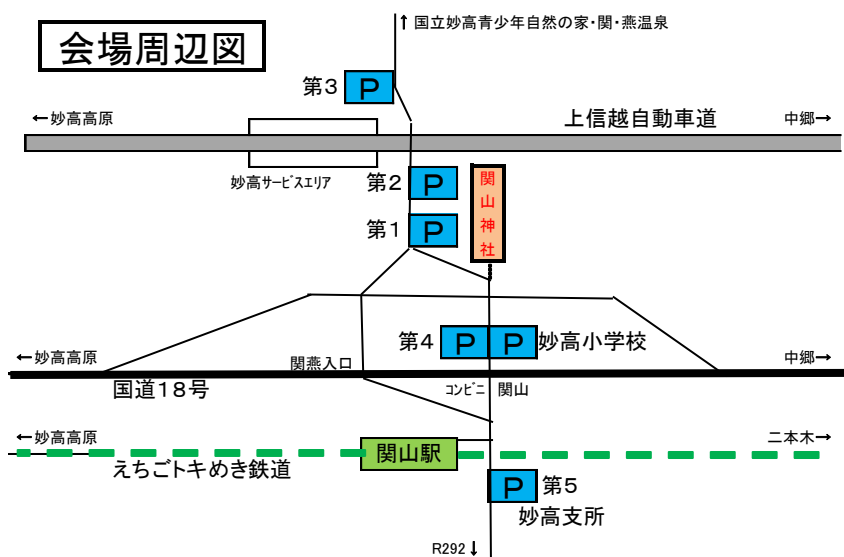 ↑国立妙高青少年自然の家・関・燕温泉
会場周辺図
第3 P
←妙高高原
上信越自動車道
中郷→
妙高ｻｰﾋﾞｽエリア
第2 P
関山神社
第1 P
第4 P P 妙高小学校
←妙高高原
関燕入口
中郷→
国道18号
ｺﾝﾋﾞﾆ 関山
←妙高高原
二本木→
関山駅
えちごトキめき鉄道
P 第5
妙高支所
R292↓